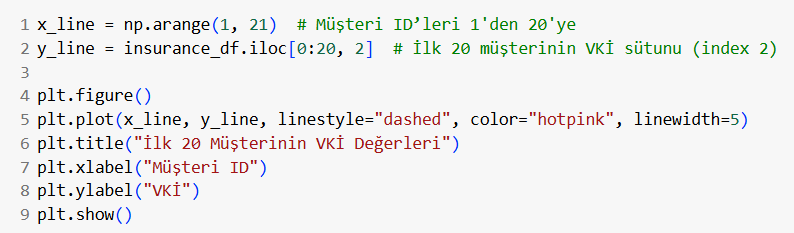 1 x_line = np.arange(1, 21)  # Müşteri ID’leri 1'den 20'ye
2 y_line = insurance_df.iloc[0:20, 2]  # İlk 20 müşterinin VKİ sütunu (index 2)
3
4 plt.figure()
5 plt.plot(x_line, y_line, linestyle="dashed", color="hotpink", linewidth=5)
6 plt.title("İlk 20 Müşterinin VKİ Değerleri")
7 plt.xlabel("Müşteri ID")
8 plt.ylabel("VKİ")
9 plt.show()